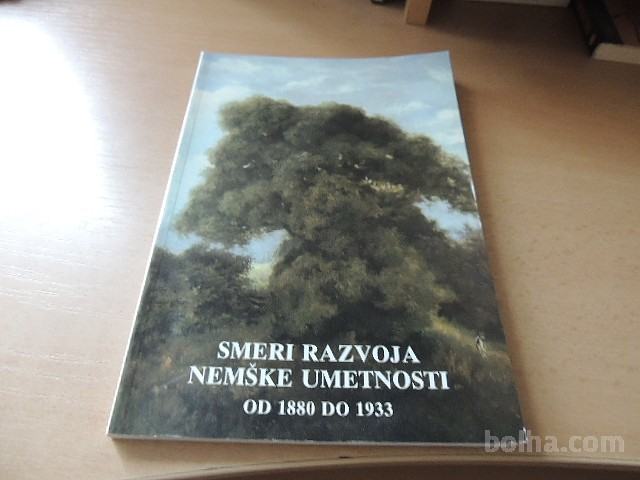 SMERI RAZVOJA
NEMŠKE UMETNOSTI
OD 1880 DO 1933
bolha.com